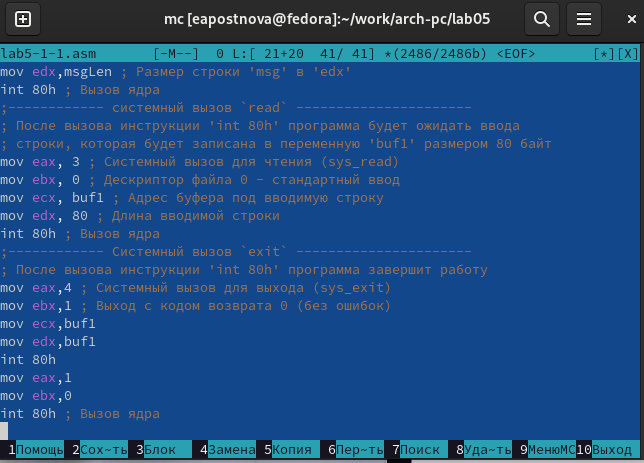 mc [eapostnova@fedora]:~/work/arch-pc/lab05
lab5-1-1.asm [-M--] 0 L:[ 21+20 41/ 41] *(2486/2486b) <EOF> [*][X]
mov edx,msgLen ; Размер строки 'msg' в 'edx'
int 80h ; Вызов ядра
;------------ системный вызов `read` ----------------------
; После вызова инструкции 'int 80h' программа будет ожидать ввода
; строки, которая будет записана в переменную 'buf1' размером 80 байт
mov eax, 3 ; Системный вызов для чтения (sys_read)
mov ebx, 0 ; Дескриптор файла 0 - стандартный ввод
mov ecx, buf1 ; Адрес буфера под вводимую строку
mov edx, 80 ; Длина вводимой строки
int 80h ; Вызов ядра
;------------ Системный вызов `exit` ----------------------
; После вызова инструкции 'int 80h' программа завершит работу
mov eax,4 ; Системный вызов для выхода (sys_exit)
mov ebx,1 ; Выход с кодом возврата 0 (без ошибок)
mov ecx,buf1
mov edx,buf1
int 80h
mov eax,1
mov ebx,0
int 80h ; Вызов ядра
1Помощь 2Сох~ть 3Блок 4Замена 5Копия 6Пер~ть 7Поиск 8Уда~ть 9МенюMC 10Выход